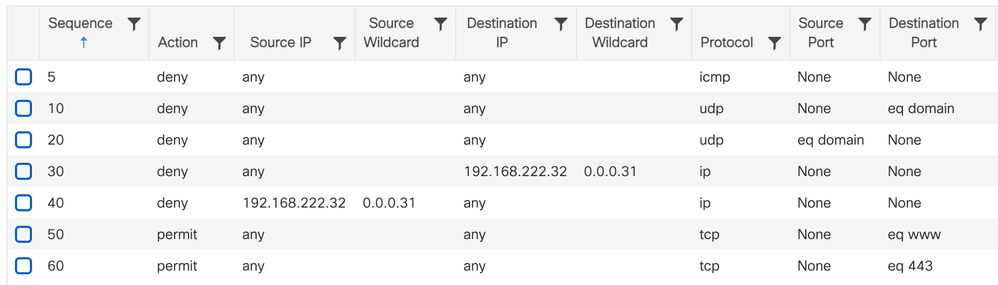 Sequence Action Source IP Source Wildcard Destination IP Destination Wildcard Protocol Source Port Destination Port
5 deny any any icmp None None
10 deny any any udp None eq domain
20 deny any any udp eq domain None
30 deny any 192.168.222.32 0.0.0.31 ip None None
40 deny 192.168.222.32 0.0.0.31 any ip None None
50 permit any any tcp None eq www
60 permit any any tcp None eq 443